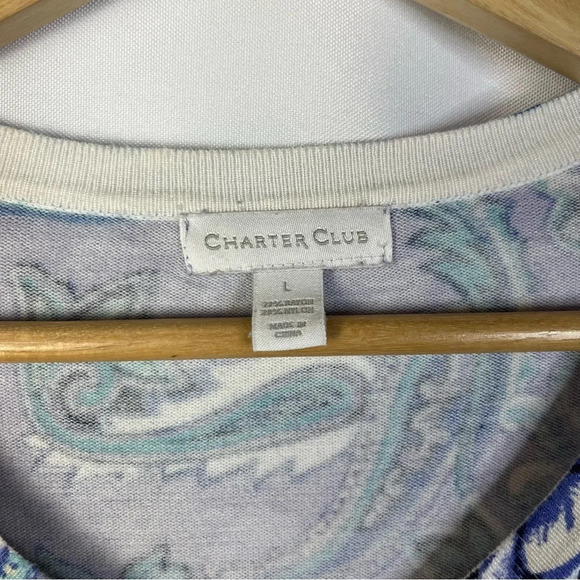 CHARTER CLUB
L
RAYON
NYLON
MADE IN
CHINA